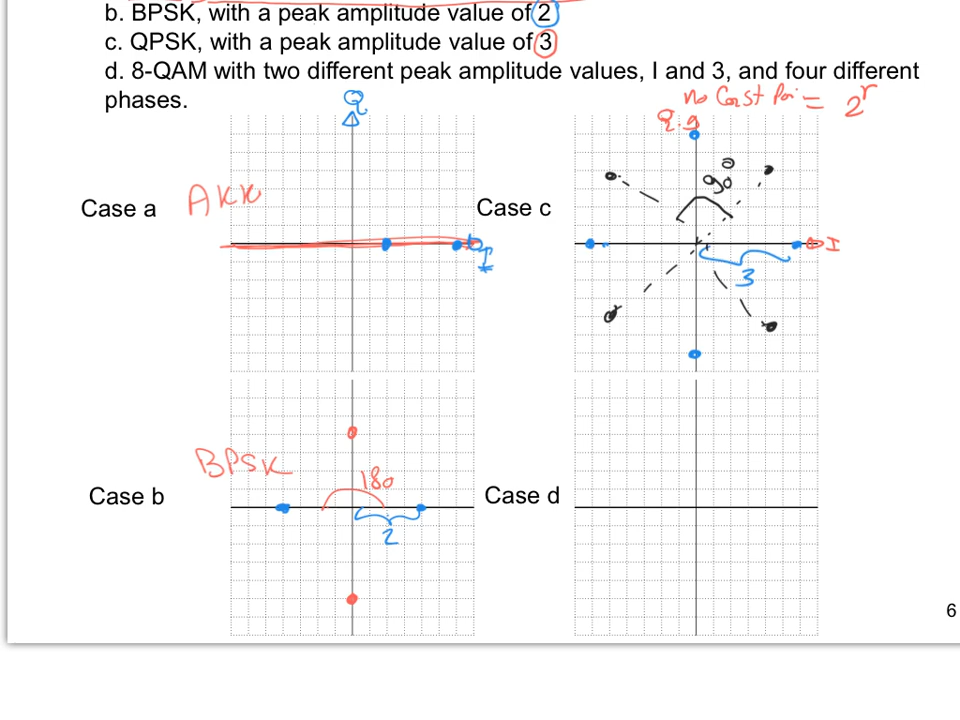 b. BPSK, with a peak amplitude value of 2
c. QPSK, with a peak amplitude value of 3
d. 8-QAM with two different peak amplitude values, I and 3, and four different
phases.
no Const Poi = 2^r
Q
90
Case a
Case c
I
3
BPSK
180
Case b
Case d
2
6